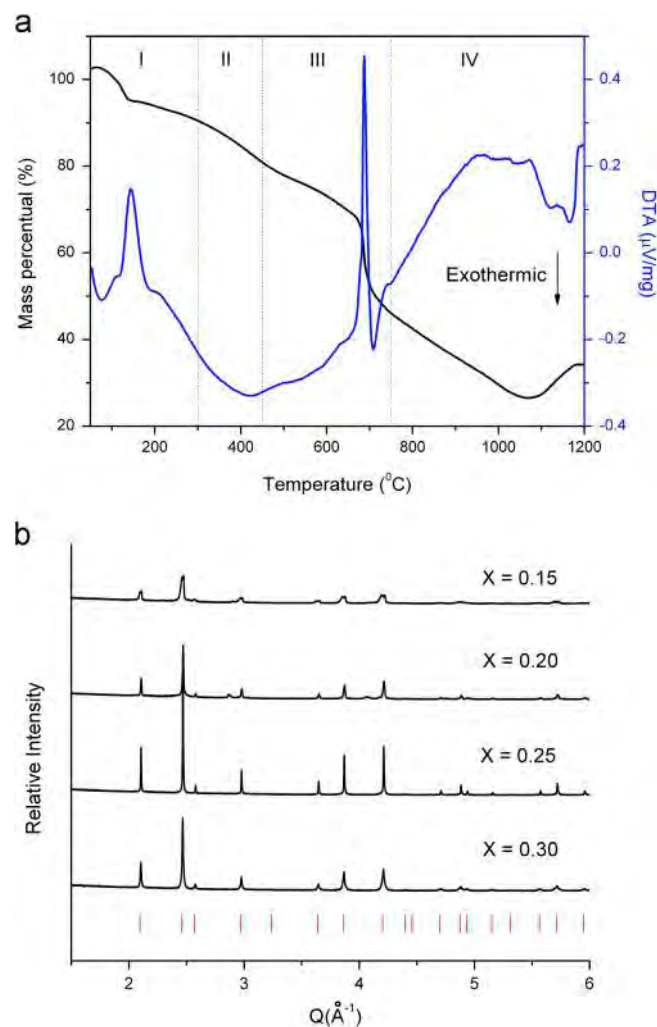 a
I II III IV
100
80
60
40
20
0.4
0.2
0.0
-0.2
-0.4
Mass percentual (%)
DTA (μV/mg)
Exothermic
200 400 600 800 1000 1200
Temperature (⁰C)
b
X = 0.15
X = 0.20
X = 0.25
X = 0.30
Relative Intensity
2 3 4 5 6
Q(Å⁻¹)